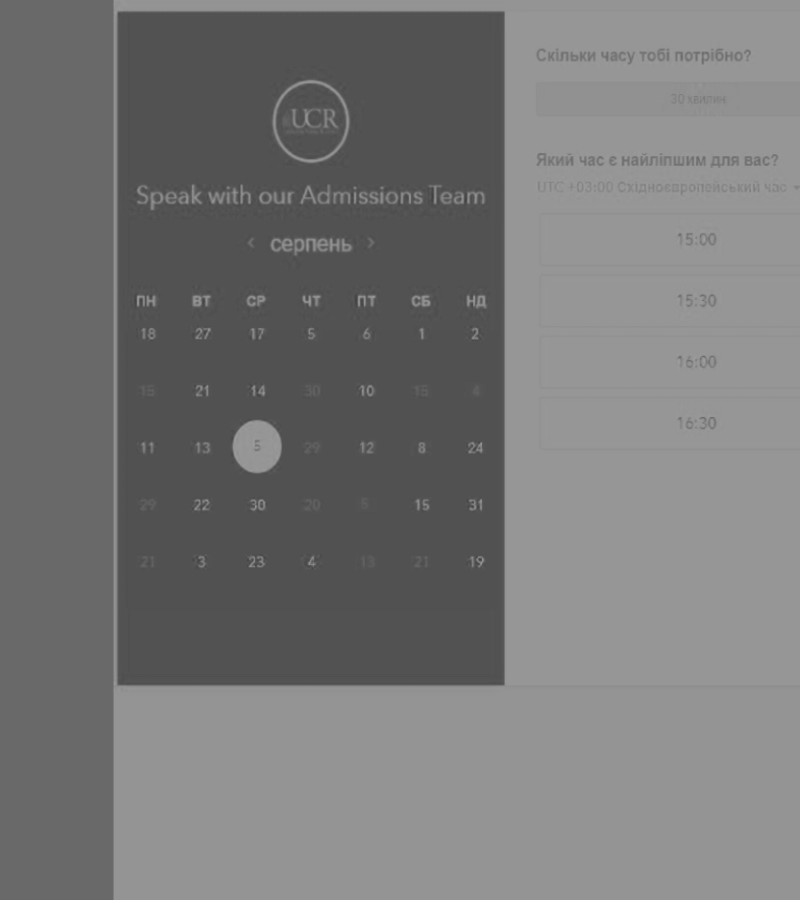 UCR
Speak with our Admissions Team
‹ серпень ›
ПН ВТ СР ЧТ ПТ СБ НД
18 27 17 5 6 1 2
21 14 30 10 15 4
11 13 5 29 12 8 24
29 22 30 20 5 15 31
21 3 23 4 13 21 19
Скільки часу тобі потрібно?
30 хвилин
Який час є найліпшим для вас?
UTC +03:00 Східноєвропейський час
15:00
15:30
16:00
16:30